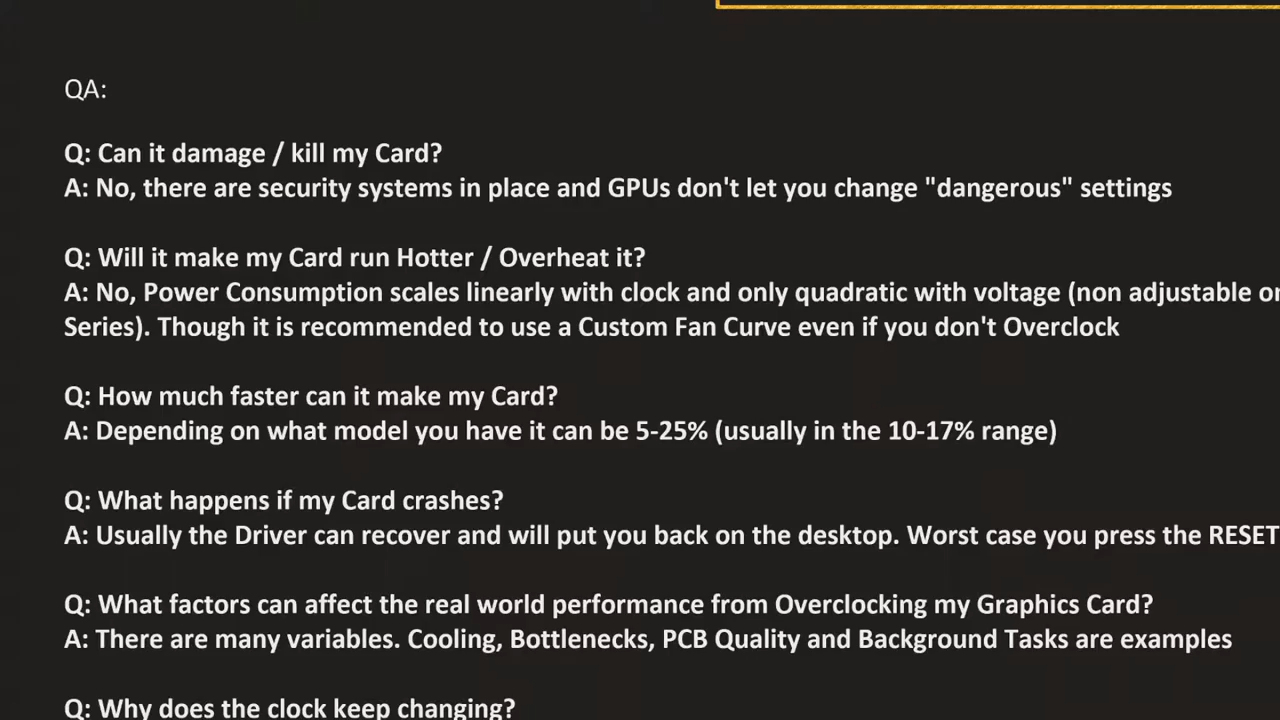 QA:
Q: Can it damage / kill my Card?
A: No, there are security systems in place and GPUs don't let you change "dangerous" settings
Q: Will it make my Card run Hotter / Overheat it?
A: No, Power Consumption scales linearly with clock and only quadratic with voltage (non adjustable
Series). Though it is recommended to use a Custom Fan Curve even if you don't Overclock
Q: How much faster can it make my Card?
A: Depending on what model you have it can be 5-25% (usually in the 10-17% range)
Q: What happens if my Card crashes?
A: Usually the Driver can recover and will put you back on the desktop. Worst case you press the RESET
Q: What factors can affect the real world performance from Overclocking my Graphics Card?
A: There are many variables. Cooling, Bottlenecks, PCB Quality and Background Tasks are examples
Q: Why does the clock keep changing?